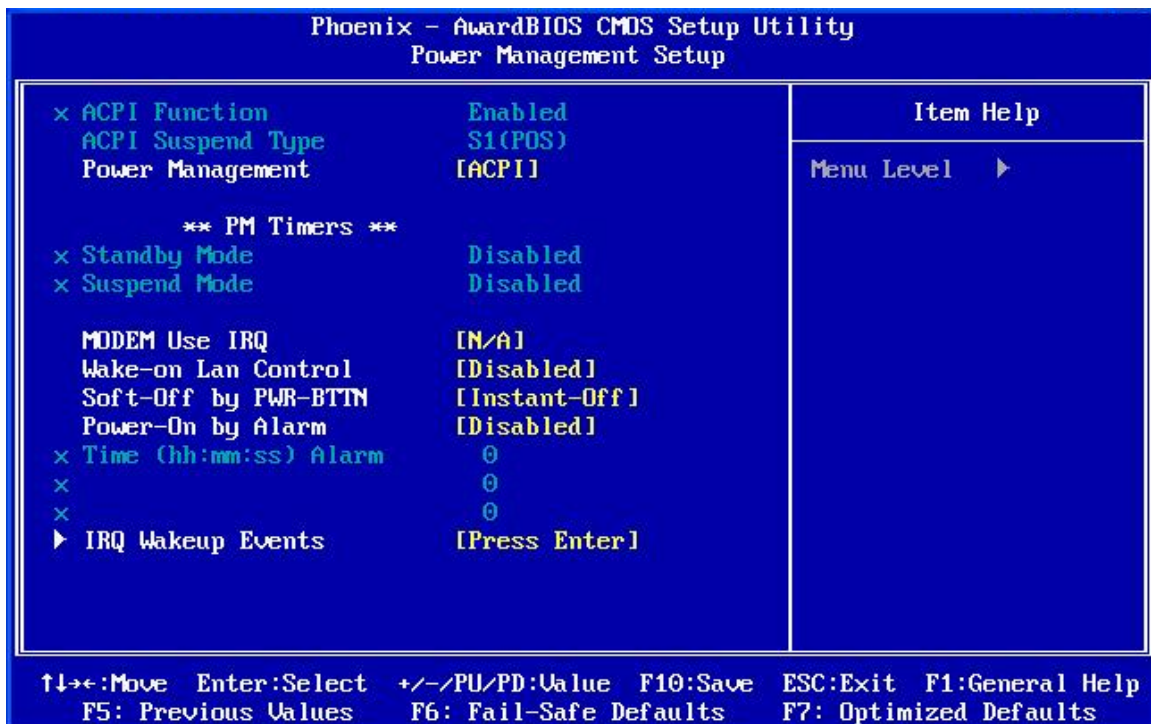 Phoenix - AwardBIOS CMOS Setup Utility
Power Management Setup
x ACPI Function Enabled
ACPI Suspend Type S1(POS)
Power Management [ACPI]
** PM Timers **
x Standby Mode Disabled
x Suspend Mode Disabled
MODEM Use IRQ [N/A]
Wake-on Lan Control [Disabled]
Soft-Off by PWR-BTTN [Instant-Off]
Power-On by Alarm [Disabled]
x Time (hh:mm:ss) Alarm 0
x 0
x 0
► IRQ Wakeup Events [Press Enter]
Item Help
Menu Level ►
↑↓→←:Move Enter:Select +/-/PU/PD:Value F10:Save ESC:Exit F1:General Help
F5: Previous Values F6: Fail-Safe Defaults F7: Optimized Defaults